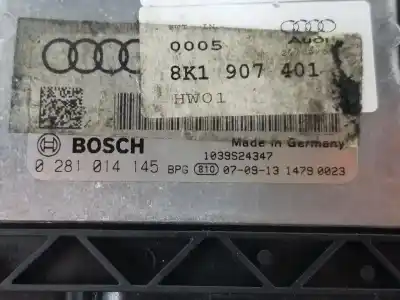 0005
Audi
8K1 907 401
HW01
BOSCH
Made in Germany
1039S24347
0 281 014 145 BPG 810 07-09-13 1479 0023